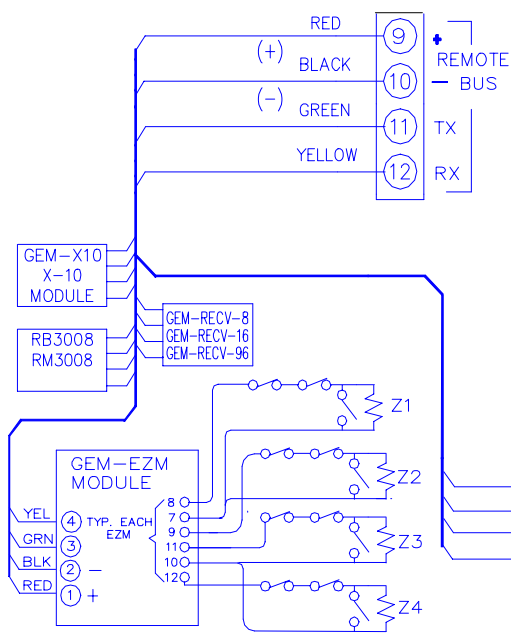 RED 9 +
(+) REMOTE
BLACK 10 — BUS
(−)
GREEN 11 TX
YELLOW 12 RX
GEM-X10
X-10
MODULE
GEM-RECV-8
GEM-RECV-16
GEM-RECV-96
RB3008
RM3008
Z1
GEM-EZM
MODULE
Z2
8
YEL 4 TYP. EACH 7
EZM 9
GRN 3 11 Z3
BLK 2 − 10
12
RED 1 + Z4